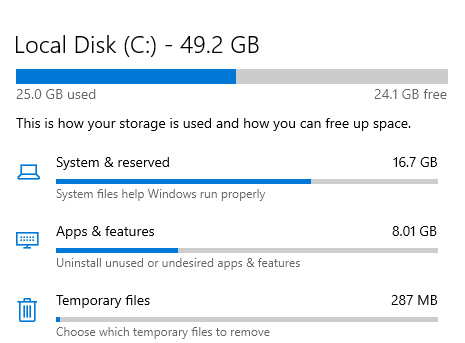 Local Disk (C:) - 49.2 GB
25.0 GB used 24.1 GB free
This is how your storage is used and how you can free up space.
System & reserved 16.7 GB
System files help Windows run properly
Apps & features 8.01 GB
Uninstall unused or undesired apps & features
Temporary files 287 MB
Choose which temporary files to remove